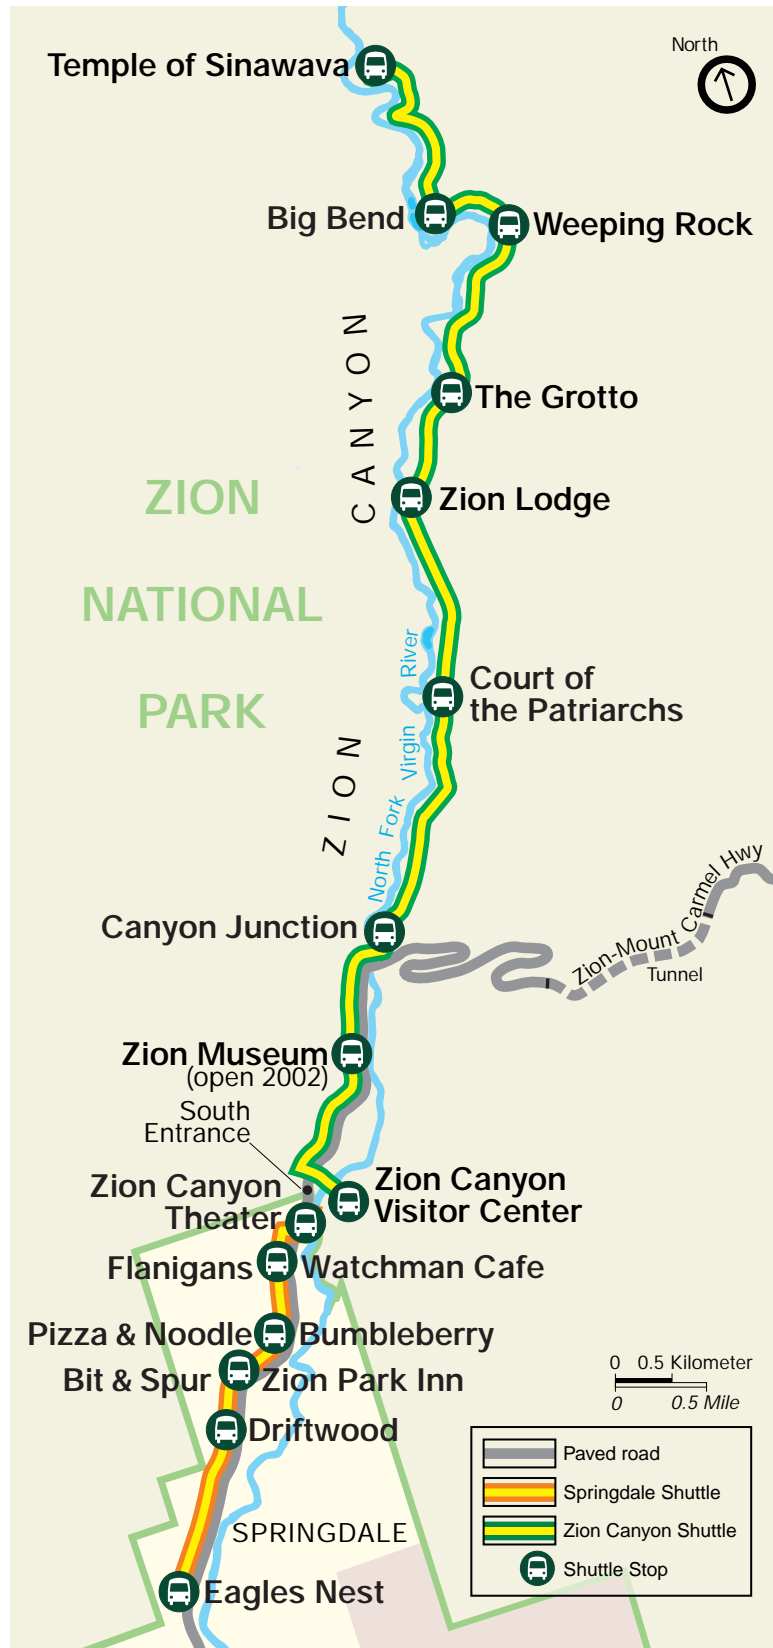 North
Temple of Sinawava
Big Bend
Weeping Rock
CANYON
The Grotto
ZION
Zion Lodge
NATIONAL
North Fork Virgin River
Court of
the Patriarchs
PARK
ZION
Zion-Mount Carmel Hwy
Canyon Junction
Tunnel
Zion Museum
(open 2002)
South
Entrance
Zion Canyon
Visitor Center
Zion Canyon
Theater
Flanigans
Watchman Cafe
Pizza & Noodle
Bumbleberry
Bit & Spur
Zion Park Inn
0 0.5 Kilometer
0 0.5 Mile
Driftwood
Paved road
Springdale Shuttle
SPRINGDALE
Zion Canyon Shuttle
Shuttle Stop
Eagles Nest